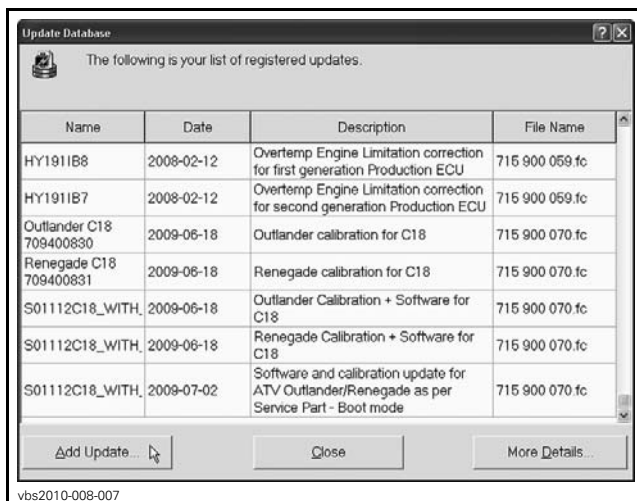 Update Database
The following is your list of registered updates.
Name Date Description File Name
HY191IB8 2008-02-12 Overtemp Engine Limitation correction for first generation Production ECU 715 900 059.fc
HY191IB7 2008-02-12 Overtemp Engine Limitation correction for second generation Production ECU 715 900 059.fc
Outlander C18 709400830 2009-06-18 Outlander calibration for C18 715 900 070.fc
Renegade C18 709400831 2009-06-18 Renegade calibration for C18 715 900 070.fc
S01112C18_WITH_ 2009-06-18 Outlander Calibration + Software for C18 715 900 070.fc
S01112C18_WITH_ 2009-06-18 Renegade Calibration + Software for C18 715 900 070.fc
S01112C18_WITH_ 2009-07-02 Software and calibration update for ATV Outlander/Renegade as per Service Part - Boot mode 715 900 070.fc
Add Update... Close More Details...
vbs2010-008-007